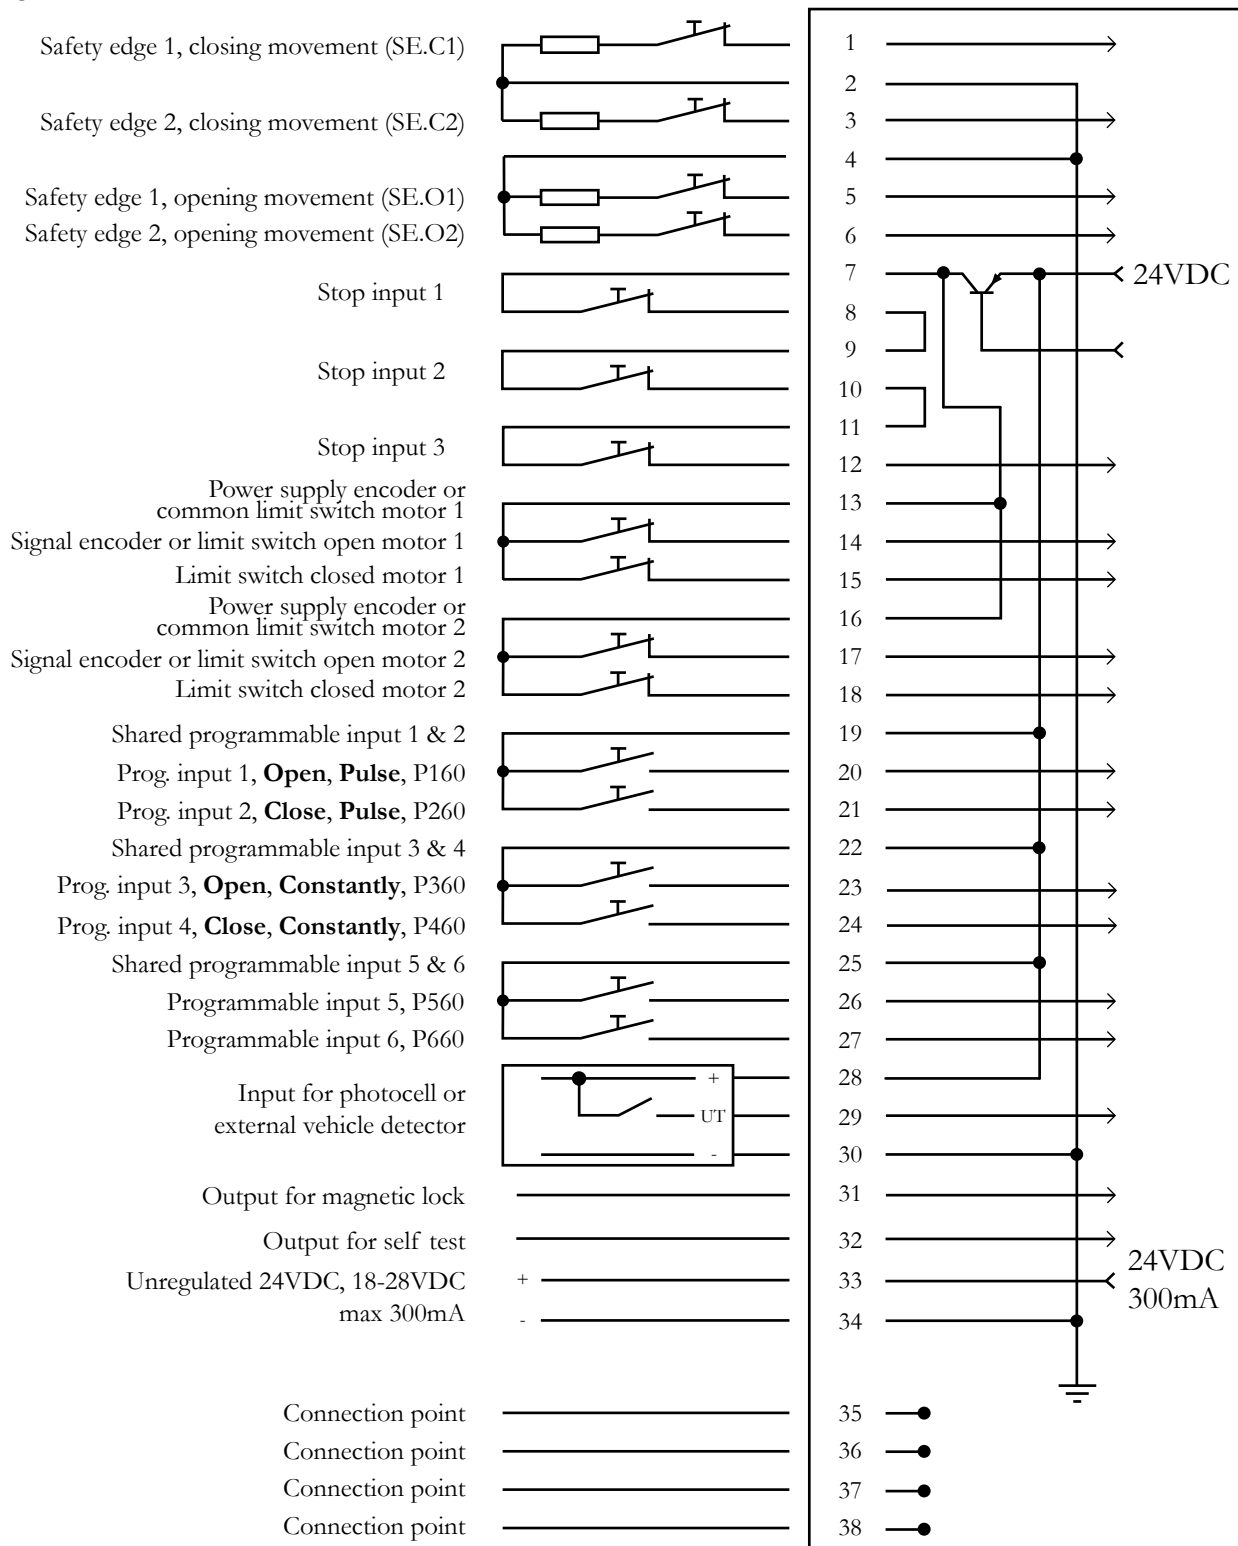 Safety edge 1, closing movement (SE.C1)
1
2
Safety edge 2, closing movement (SE.C2)
3
4
Safety edge 1, opening movement (SE.O1)
5
Safety edge 2, opening movement (SE.O2)
6
7
24VDC
Stop input 1
8
9
Stop input 2
10
11
Stop input 3
12
Power supply encoder or
common limit switch motor 1
13
Signal encoder or limit switch open motor 1
14
Limit switch closed motor 1
15
Power supply encoder or
common limit switch motor 2
16
Signal encoder or limit switch open motor 2
17
Limit switch closed motor 2
18
Shared programmable input 1 & 2
19
Prog. input 1, Open, Pulse, P160
20
Prog. input 2, Close, Pulse, P260
21
Shared programmable input 3 & 4
22
Prog. input 3, Open, Constantly, P360
23
Prog. input 4, Close, Constantly, P460
24
Shared programmable input 5 & 6
25
Programmable input 5, P560
26
Programmable input 6, P660
27
Input for photocell or
external vehicle detector
+
28
UT
29
-
30
Output for magnetic lock
31
Output for self test
32
Unregulated 24VDC, 18-28VDC
max 300mA
+
33
-
34
24VDC
300mA
Connection point
35
Connection point
36
Connection point
37
Connection point
38